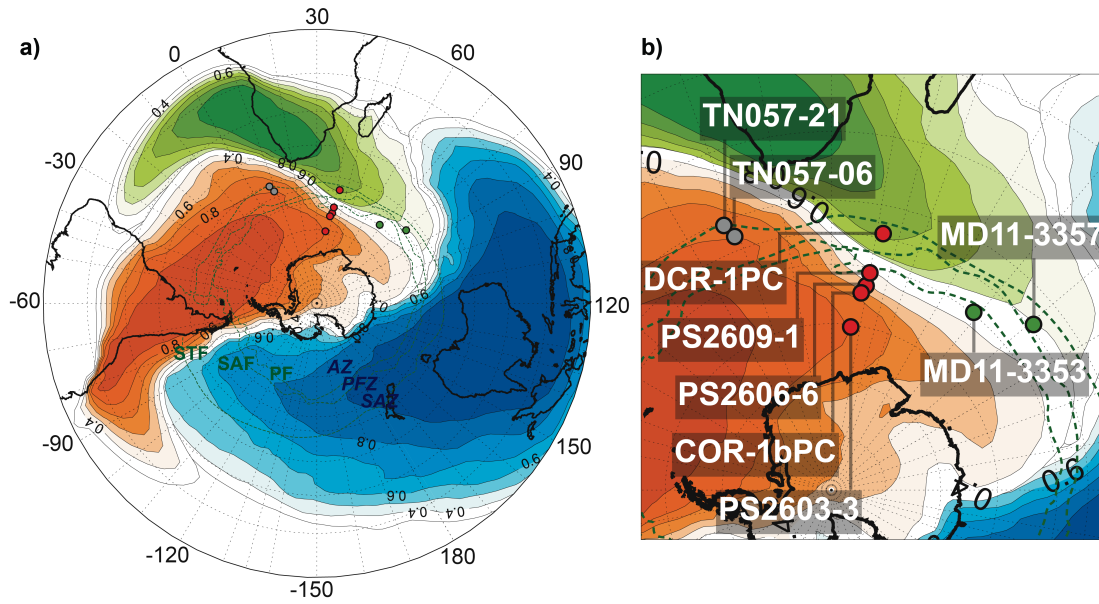 a)
30
0
60
-30
90
-60
120
-90
150
-120
180
-150
0.6
0.4
0.4
0.8
0.6
0.6
0.8
0.6
0.8
0.6
0.4
0.8
0.6
0.6
0.4
0.4
0.4
STF
SAF
PF
AZ
PFZ
SAZ
b)
TN057-21
TN057-06
MD11-3357
DCR-1PC
PS2609-1
MD11-3353
PS2606-6
COR-1bPC
PS2603-3
0.6